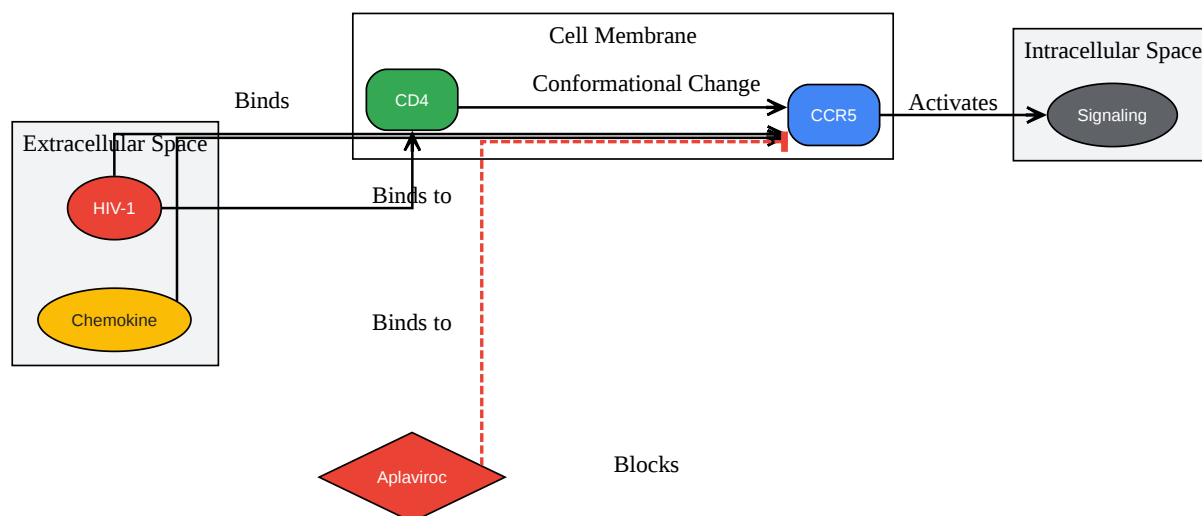 Cell Membrane
Intracellular Space
Conformational Change
CD4
Binds
Activates
CCR5
Signaling
Extracellular Space
Binds to
HIV-1
Chemokine
Binds to
Blocks
Aplaviroc